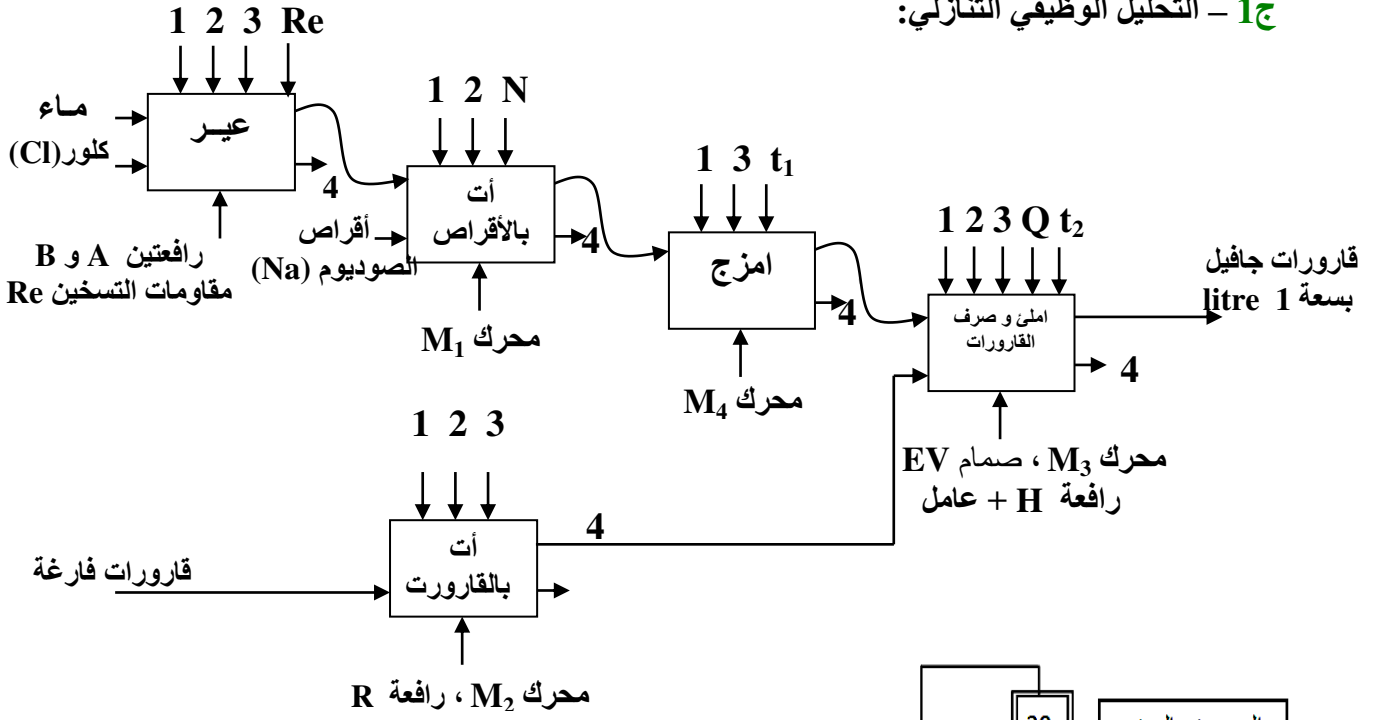 ج1 – التحليل الوظيفي التنازلي:
1 2 3 Re
مـاء
كلور(Cl)
عيـر
4
رافعتين A و B
مقاومات التسخين Re
1 2 N
أقراص
الصوديوم (Na)
أت
بالأقراص
4
محرك M₁
1 3 t₁
امزج
4
محرك M₄
1 2 3 Q t₂
املئ و صرف
القارورات
قارورات جافيل
بسعة 1 litre
4
محرك M₃ ، صمام EV
رافعة H + عامل
1 2 3
قارورات فارغة
أت
بالقارورت
4
محرك M₂ ، رافعة R